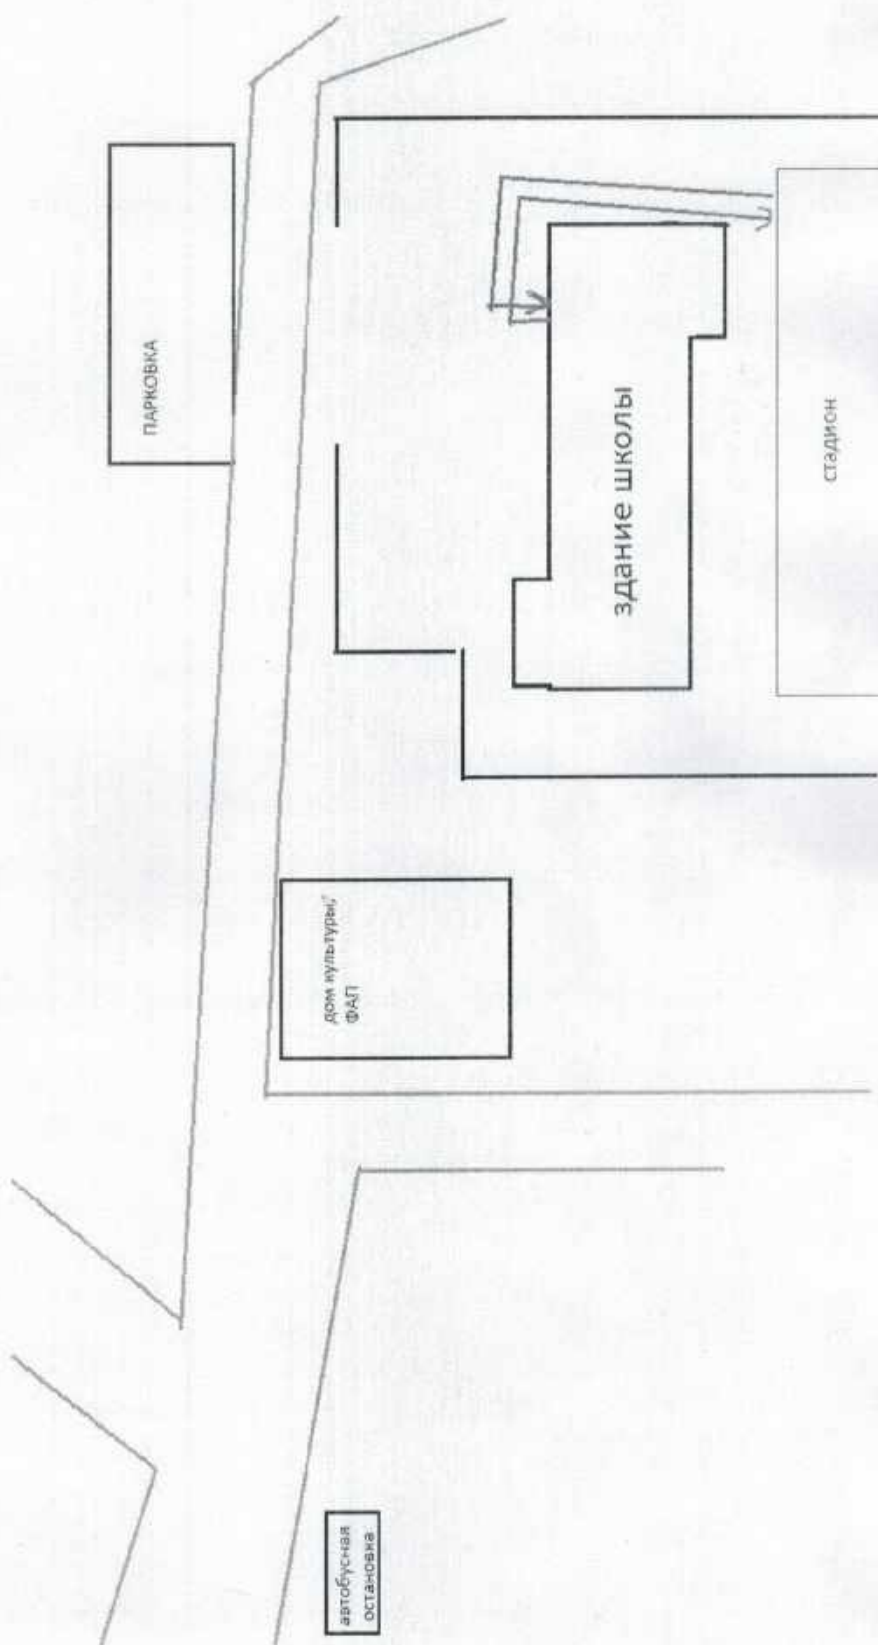 ПАРКОВКА
здание школы
стадион
дом культуры,
ФАП
автобусная
остановка